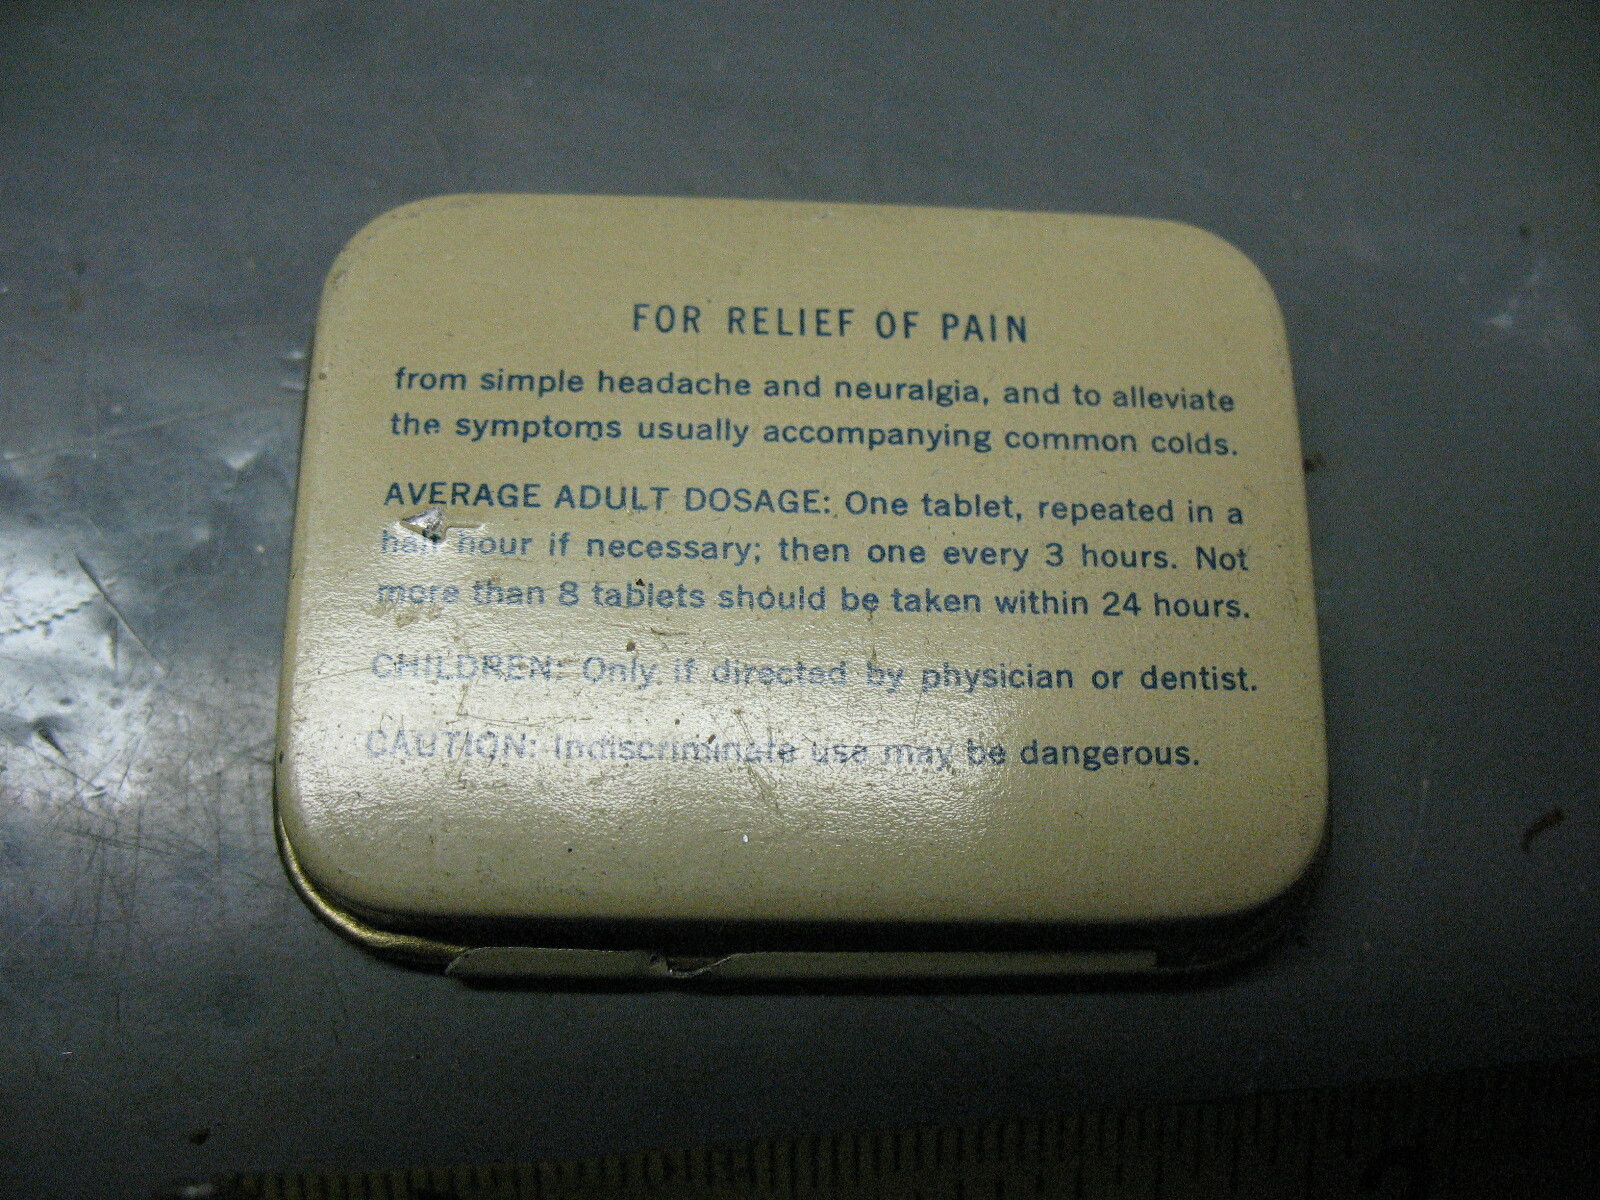 FOR RELIEF OF PAIN
from simple headache and neuralgia, and to alleviate
the symptoms usually accompanying common colds.
AVERAGE ADULT DOSAGE: One tablet, repeated in a
half hour if necessary; then one every 3 hours. Not
more than 8 tablets should be taken within 24 hours.
CHILDREN: Only if directed by physician or dentist.
CAUTION: Indiscriminate use may be dangerous.